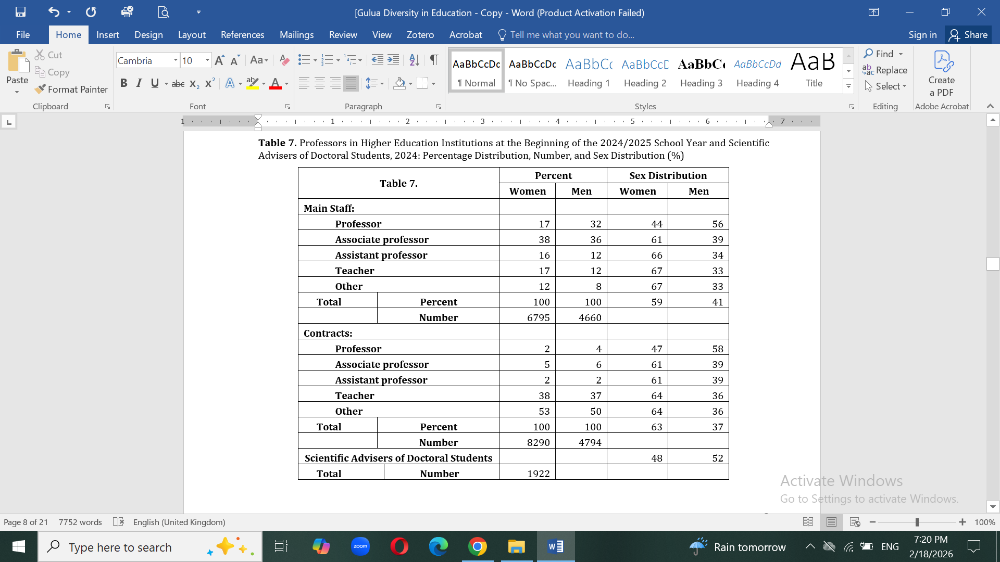 [Gulua Diversity in Education - Copy - Word (Product Activation Failed)
File Home Insert Design Layout References Mailings Review View Zotero Acrobat Tell me what you want to do... Sign in Share
Paste
Cut
Copy
Format Painter
Clipboard
Cambria 10
Font
Paragraph
AaBbCcDc AaBbCcDc AaBbCc AaBbCcD AaBbCc AaBbCcDd AaB
¶ Normal ¶ No Spac... Heading 1 Heading 2 Heading 3 Heading 4 Title
Styles
Find
Replace
Select
Editing
Create
a PDF
Adobe Acrobat
1 1 2 3 4 5 6 7
Table 7. Professors in Higher Education Institutions at the Beginning of the 2024/2025 School Year and Scientific
Advisers of Doctoral Students, 2024: Percentage Distribution, Number, and Sex Distribution (%)
Table 7. Percent Sex Distribution
Women Men Women Men
Main Staff:
Professor 17 32 44 56
Associate professor 38 36 61 39
Assistant professor 16 12 66 34
Teacher 17 12 67 33
Other 12 8 67 33
Total Percent 100 100 59 41
Number 6795 4660
Contracts:
Professor 2 4 47 58
Associate professor 5 6 61 39
Assistant professor 2 2 61 39
Teacher 38 37 64 36
Other 53 50 64 36
Total Percent 100 100 63 37
Number 8290 4794
Scientific Advisers of Doctoral Students 48 52
Total Number 1922
Activate Windows
Go to Settings to activate Windows.
Page 8 of 21 7752 words English (United Kingdom) 100%
Type here to search
zoom
Rain tomorrow
ENG
7:20 PM
2/18/2026